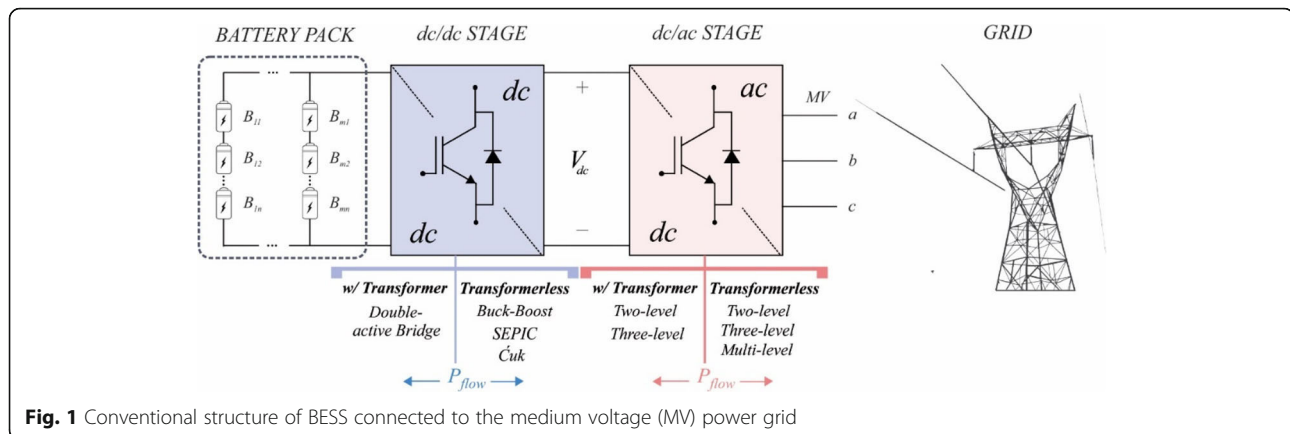 BATTERY PACK
dc/dc STAGE
dc/ac STAGE
GRID
...
B11
B12
B1n
Bm1
Bm2
Bmn
...
dc
dc
+
Vdc
−
ac
dc
MV
a
b
c
w/ Transformer
Double-
active Bridge
Transformerless
Buck-Boost
SEPIC
Ćuk
Pflow
w/ Transformer
Two-level
Three-level
Transformerless
Two-level
Three-level
Multi-level
Pflow
Fig. 1 Conventional structure of BESS connected to the medium voltage (MV) power grid